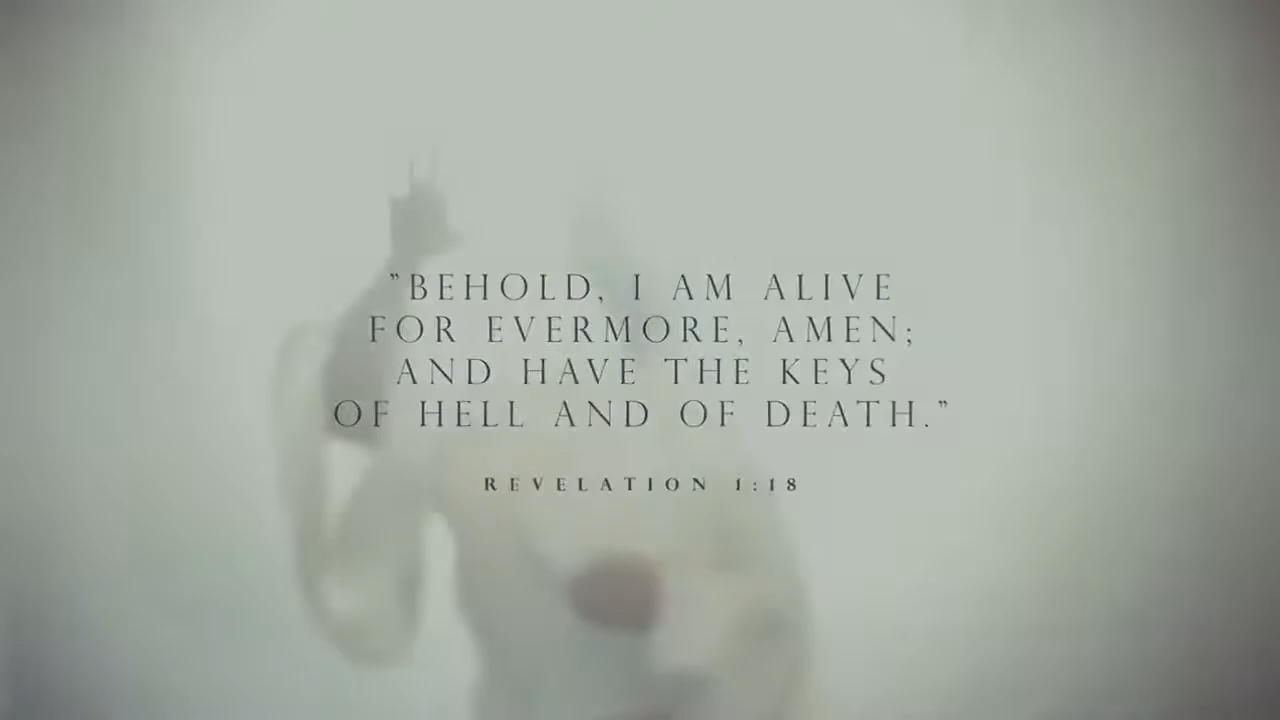 ”BEHOLD, I AM ALIVE
FOR EVERMORE, AMEN;
AND HAVE THE KEYS
OF HELL AND OF DEATH.”
REVELATION 1:18